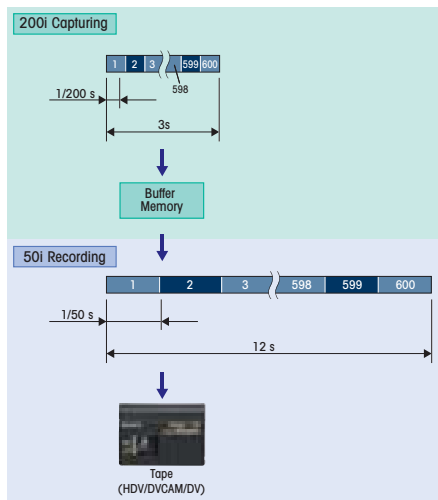 200i Capturing
1 2 3 599 600
598
1/200 s
3s
Buffer
Memory
50i Recording
1 2 3 598 599 600
1/50 s
12 s
Tape
(HDV/DVCAM/DV)